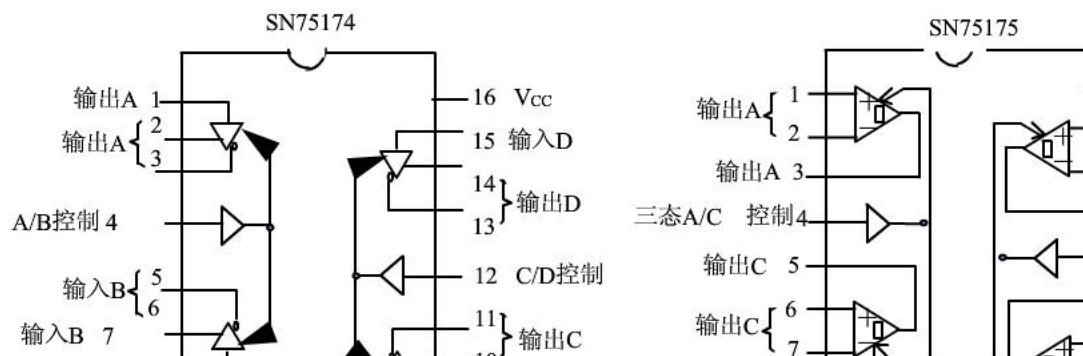 SN75174
输出A 1
输出A 2
3
A/B控制 4
输入B 5
6
输入B 7
16 Vcc
15 输入D
14 输出D
13
12 C/D控制
11 输出C
10
SN75175
输出A 1
2
输出A 3
三态A/C 控制 4
输出C 5
输出C 6
7